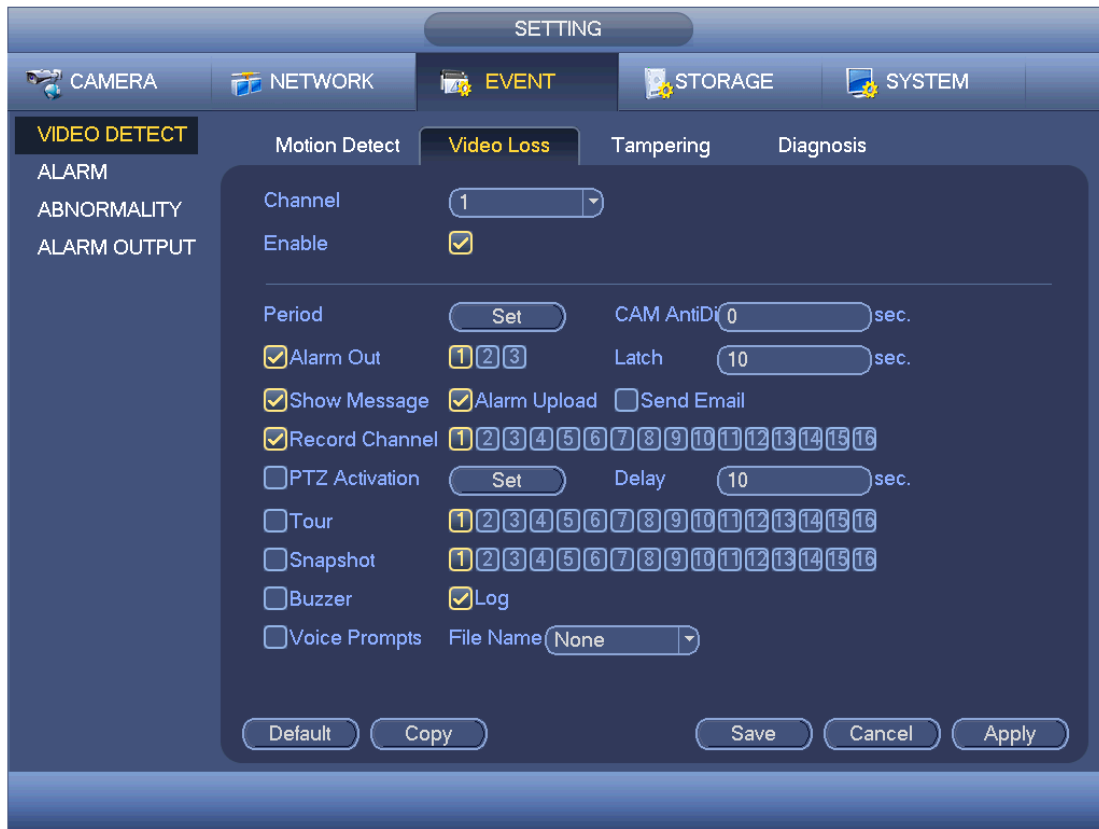 SETTING
CAMERA NETWORK EVENT STORAGE SYSTEM
VIDEO DETECT
ALARM
ABNORMALITY
ALARM OUTPUT
Motion Detect Video Loss Tampering Diagnosis
Channel 1
Enable
Period Set CAM AntiDi 0 sec.
Alarm Out 1 2 3 Latch 10 sec.
Show Message Alarm Upload Send Email
Record Channel 1 2 3 4 5 6 7 8 9 10 11 12 13 14 15 16
PTZ Activation Set Delay 10 sec.
Tour 1 2 3 4 5 6 7 8 9 10 11 12 13 14 15 16
Snapshot 1 2 3 4 5 6 7 8 9 10 11 12 13 14 15 16
Buzzer Log
Voice Prompts File Name None
Default Copy Save Cancel Apply